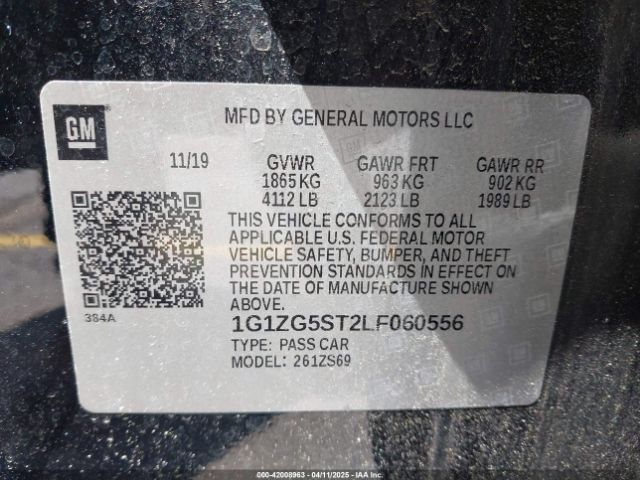 GM
MFD BY GENERAL MOTORS LLC
11/19 GVWR GAWR FRT GAWR RR
1865 KG 963 KG 902 KG
4112 LB 2123 LB 1989 LB
THIS VEHICLE CONFORMS TO ALL
APPLICABLE U.S. FEDERAL MOTOR
VEHICLE SAFETY, BUMPER, AND THEFT
PREVENTION STANDARDS IN EFFECT ON
THE DATE OF MANUFACTURE SHOWN
ABOVE.
384A
1G1ZG5ST2LF060556
TYPE: PASS CAR
MODEL: 261ZS69
000-42008963 - 04/11/2025 - IAAI.COM